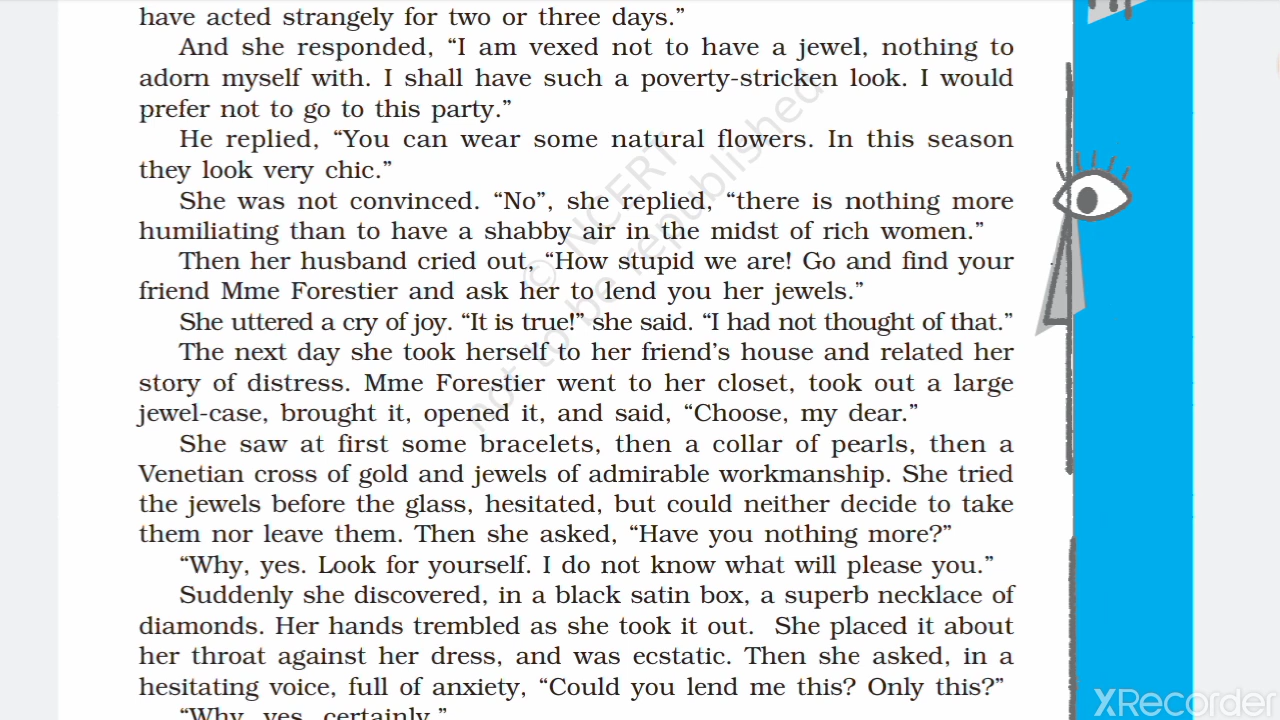 have acted strangely for two or three days.”
And she responded, “I am vexed not to have a jewel, nothing to
adorn myself with. I shall have such a poverty-stricken look. I would
prefer not to go to this party.”
He replied, “You can wear some natural flowers. In this season
they look very chic.”
She was not convinced. “No”, she replied, “there is nothing more
humiliating than to have a shabby air in the midst of rich women.”
Then her husband cried out, “How stupid we are! Go and find your
friend Mme Forestier and ask her to lend you her jewels.”
She uttered a cry of joy. “It is true!” she said. “I had not thought of that.”
The next day she took herself to her friend’s house and related her
story of distress. Mme Forestier went to her closet, took out a large
jewel-case, brought it, opened it, and said, “Choose, my dear.”
She saw at first some bracelets, then a collar of pearls, then a
Venetian cross of gold and jewels of admirable workmanship. She tried
the jewels before the glass, hesitated, but could neither decide to take
them nor leave them. Then she asked, “Have you nothing more?”
“Why, yes. Look for yourself. I do not know what will please you.”
Suddenly she discovered, in a black satin box, a superb necklace of
diamonds. Her hands trembled as she took it out. She placed it about
her throat against her dress, and was ecstatic. Then she asked, in a
hesitating voice, full of anxiety, “Could you lend me this? Only this?”
“Why, yes, certainly.”
© NCERT
not to be republished
XRecorder